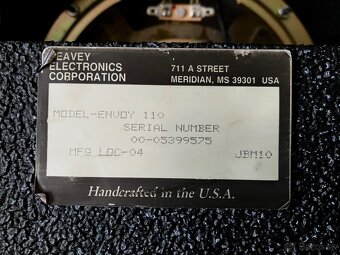 PEAVEY
ELECTRONICS
CORPORATION
711 A STREET
MERIDIAN, MS 39301 USA
MODEL-ENVOY 110
SERIAL NUMBER
00-05399575
MFG LOC-04 JBM10
Handcrafted in the U.S.A.